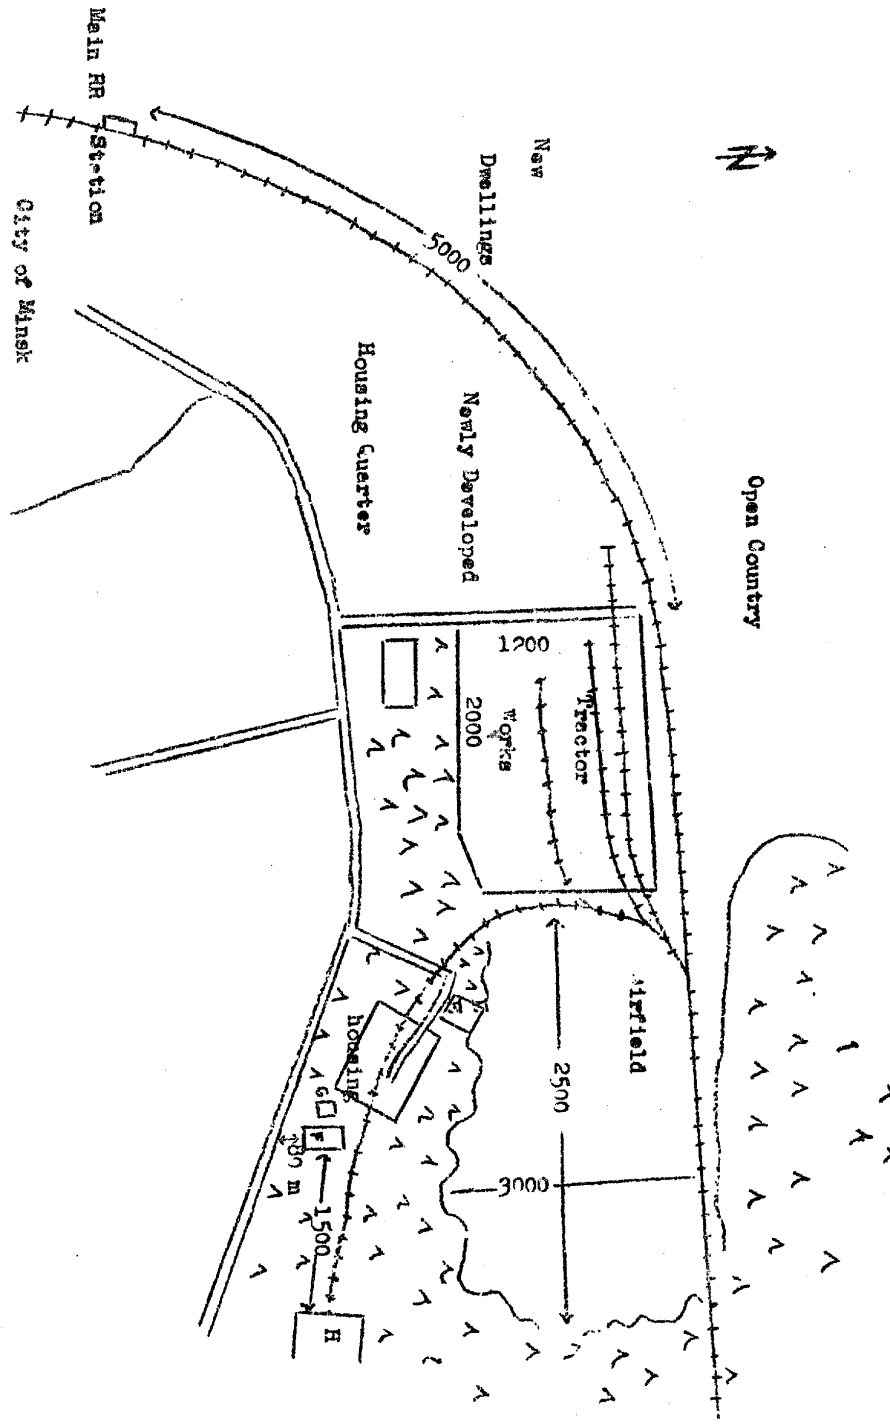 N
Open Country
New
Dwellings
5000
Main RR Station
City of Minsk
Newly Developed
Housing Quarter
1200
Tractor
Works
2000
Airfield
2500
3000
E
housing
G
F
1500
H